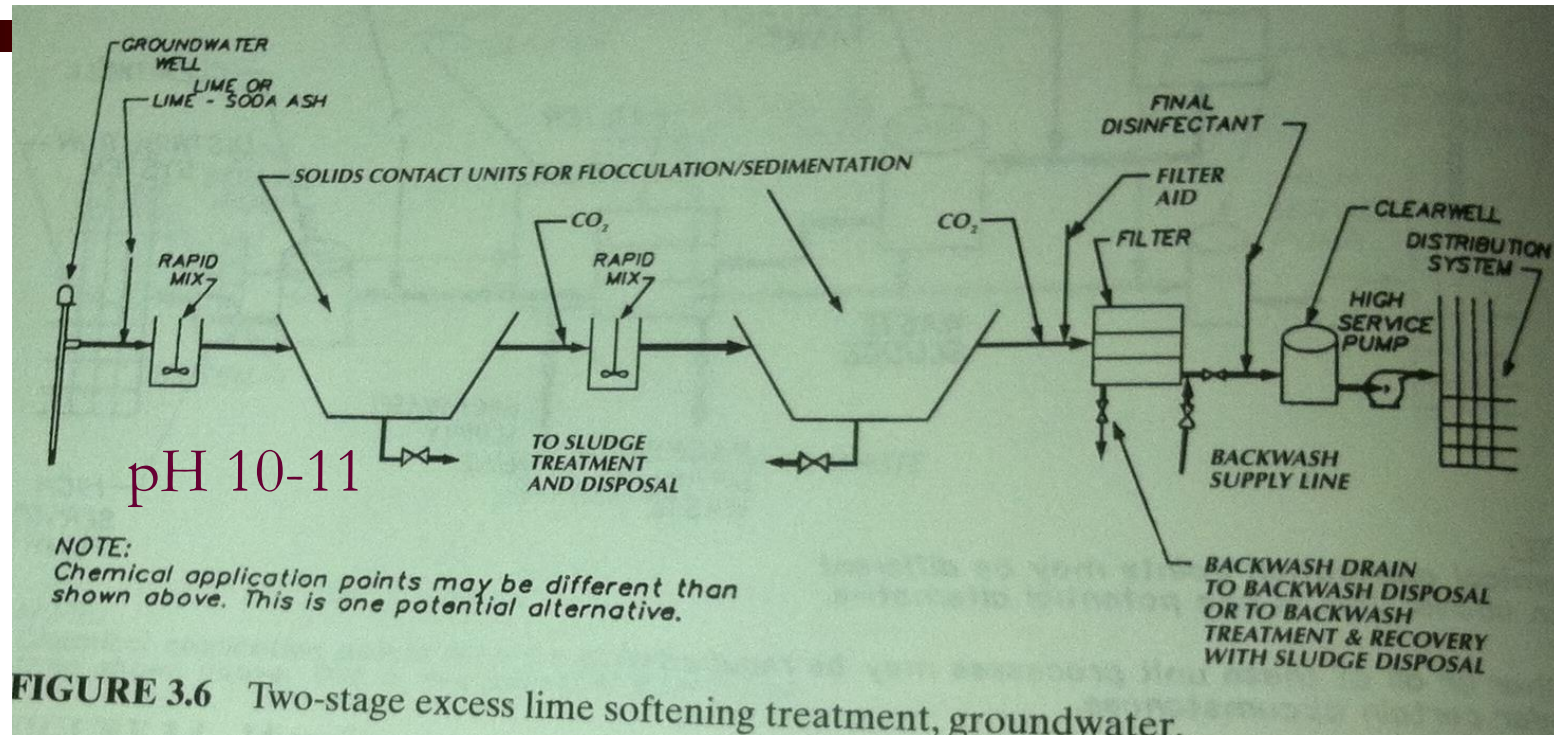 GROUNDWATER
WELL
LIME OR
LIME - SODA ASH
SOLIDS CONTACT UNITS FOR FLOCCULATION/SEDIMENTATION
RAPID
MIX
CO₂
RAPID
MIX
CO₂
FINAL
DISINFECTANT
FILTER
AID
FILTER
CLEARWELL
DISTRIBUTION
SYSTEM
HIGH
SERVICE
PUMP
pH 10-11
TO SLUDGE
TREATMENT
AND DISPOSAL
BACKWASH
SUPPLY LINE
BACKWASH DRAIN
TO BACKWASH DISPOSAL
OR TO BACKWASH
TREATMENT & RECOVERY
WITH SLUDGE DISPOSAL
NOTE:
Chemical application points may be different than
shown above. This is one potential alternative.
FIGURE 3.6 Two-stage excess lime softening treatment, groundwater.